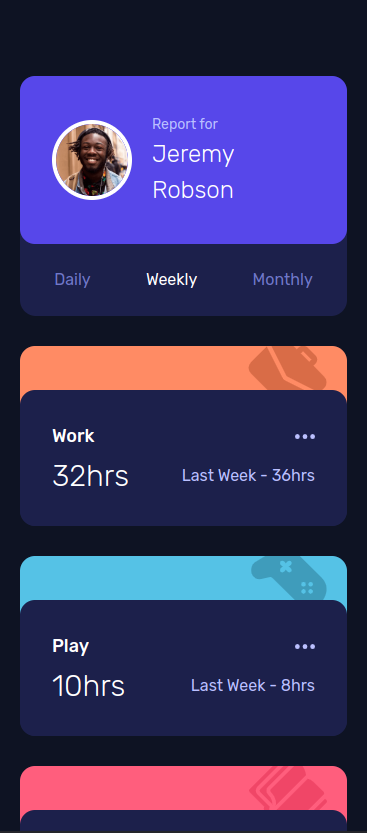 Report for
Jeremy
Robson
Daily Weekly Monthly
Work
32hrs Last Week - 36hrs
Play
10hrs Last Week - 8hrs